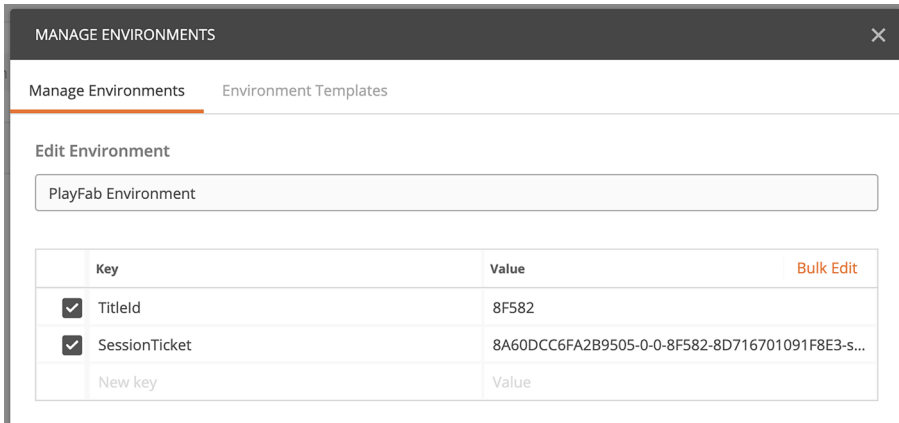 MANAGE ENVIRONMENTS
Manage Environments Environment Templates
Edit Environment
PlayFab Environment
Key Value Bulk Edit
TitleId 8F582
SessionTicket 8A60DCC6FA2B9505-0-0-8F582-8D716701091F8E3-s...
New key Value